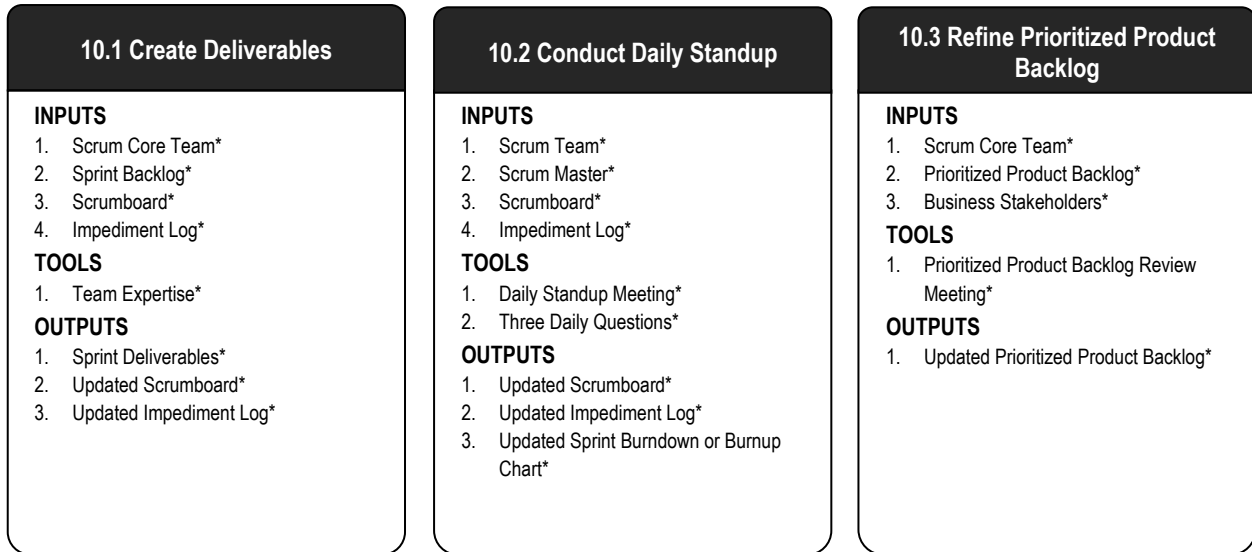 10.1 Create Deliverables
INPUTS
1. Scrum Core Team*
2. Sprint Backlog*
3. Scrumboard*
4. Impediment Log*
TOOLS
1. Team Expertise*
OUTPUTS
1. Sprint Deliverables*
2. Updated Scrumboard*
3. Updated Impediment Log*
10.2 Conduct Daily Standup
INPUTS
1. Scrum Team*
2. Scrum Master*
3. Scrumboard*
4. Impediment Log*
TOOLS
1. Daily Standup Meeting*
2. Three Daily Questions*
OUTPUTS
1. Updated Scrumboard*
2. Updated Impediment Log*
3. Updated Sprint Burndown or Burnup
Chart*
10.3 Refine Prioritized Product
Backlog
INPUTS
1. Scrum Core Team*
2. Prioritized Product Backlog*
3. Business Stakeholders*
TOOLS
1. Prioritized Product Backlog Review
Meeting*
OUTPUTS
1. Updated Prioritized Product Backlog*